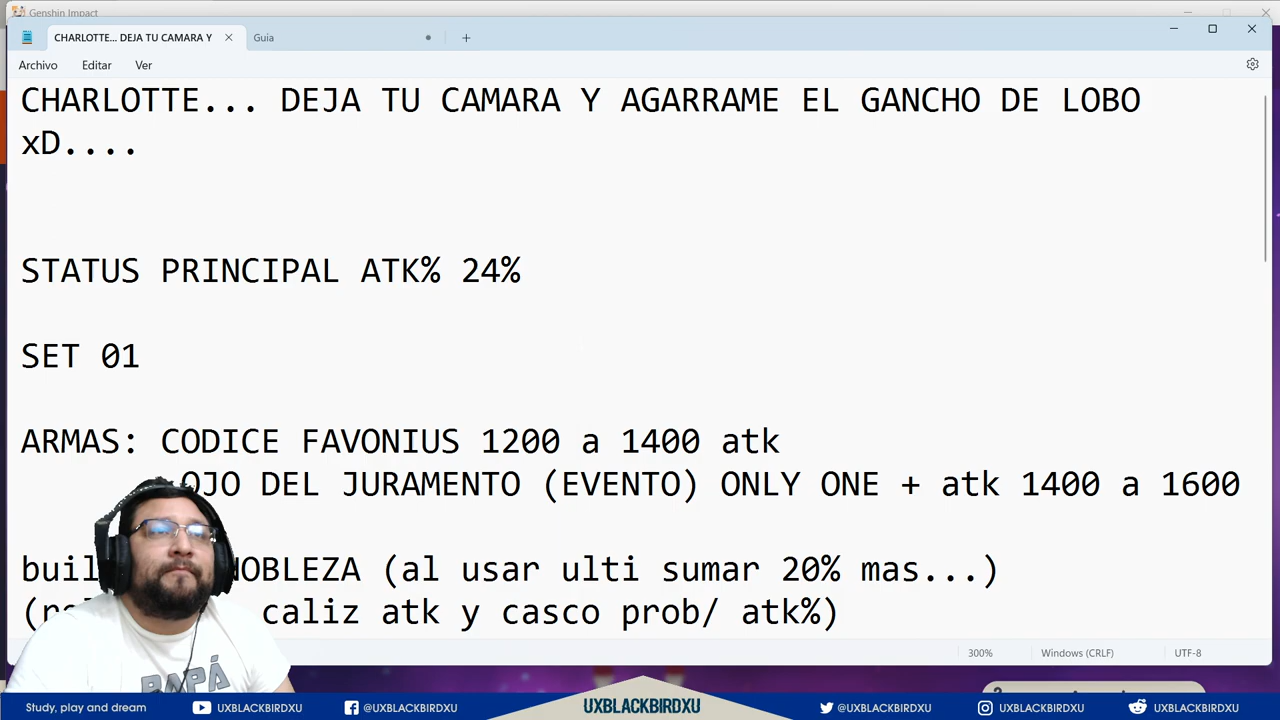 Genshin Impact
CHARLOTTE... DEJA TU CAMARA Y
Guia
Archivo Editar Ver
CHARLOTTE... DEJA TU CAMARA Y AGARRAME EL GANCHO DE LOBO
xD....
STATUS PRINCIPAL ATK% 24%
SET 01
ARMAS: CODICE FAVONIUS 1200 a 1400 atk
OJO DEL JURAMENTO (EVENTO) ONLY ONE + atk 1400 a 1600
NOBLEZA (al usar ulti sumar 20% mas...)
caliz atk y casco prob/ atk%)
PAPÁ
300% Windows (CRLF) UTF-8
Study, play and dream UXBLACKBIRDXU @UXBLACKBIRDXU UXBLACKBIRDXU @UXBLACKBIRDXU UXBLACKBIRDXU UXBLACKBIRDXU